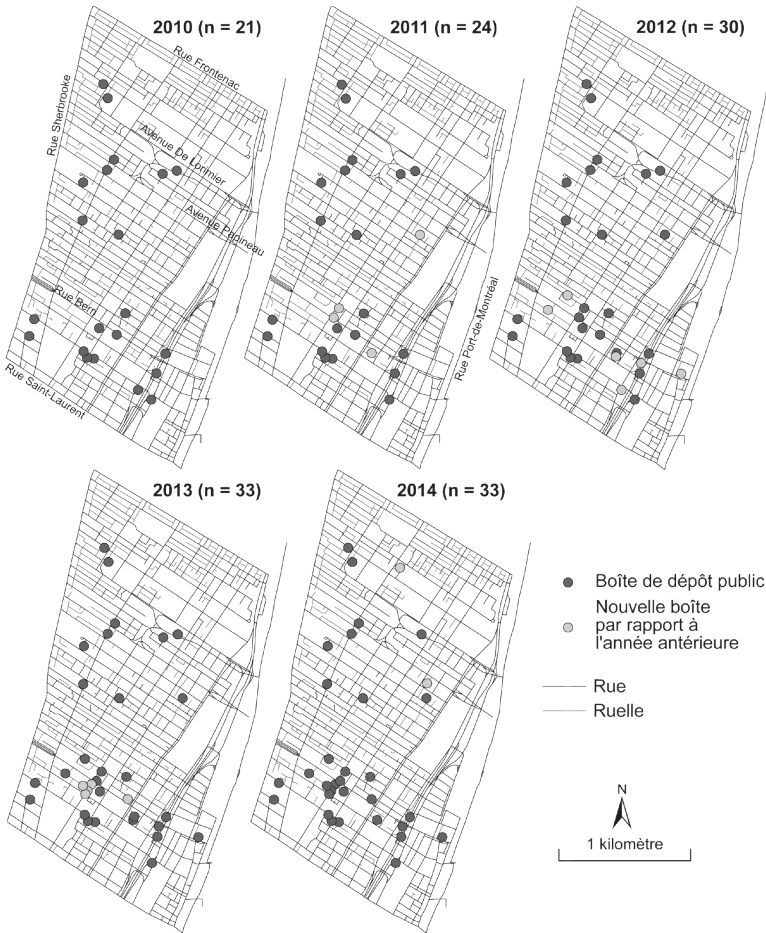 2010 (n = 21)
2011 (n = 24)
2012 (n = 30)
Rue Frontenac
Rue Sherbrooke
Avenue De Lorimier
Avenue Papineau
Rue Berri
Rue Port-de-Montréal
Rue Saint-Laurent
2013 (n = 33)
2014 (n = 33)
Boîte de dépôt public
Nouvelle boîte
par rapport à
l'année antérieure
Rue
Ruelle
N
1 kilomètre